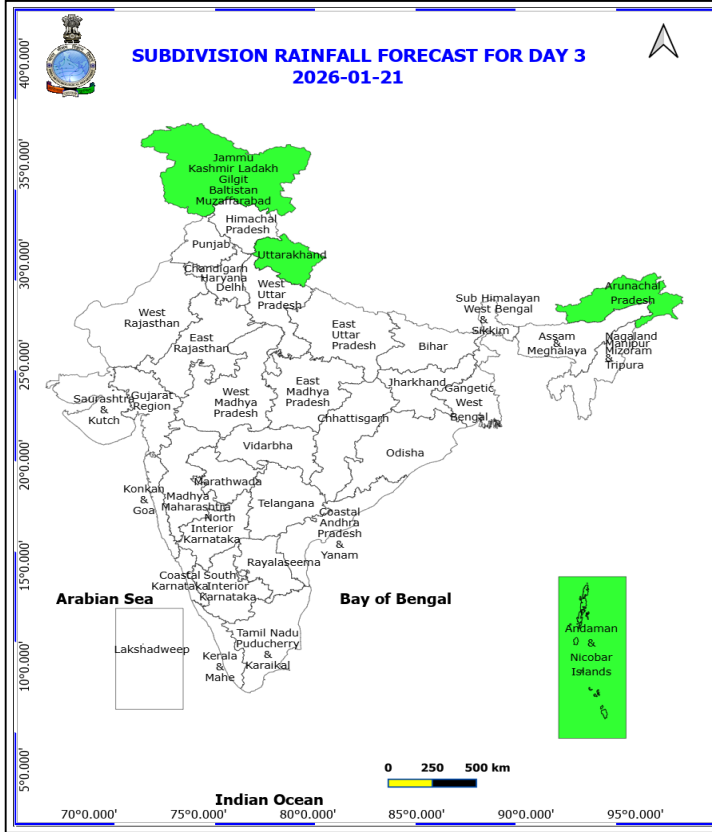 SUBDIVISION RAINFALL FORECAST FOR DAY 3
2026-01-21
40°0.000'
35°0.000'
30°0.000'
25°0.000'
20°0.000'
15°0.000'
10°0.000'
5°0.000'
Jammu
Kashmir Ladakh
Gilgit
Baltistan
Muzaffarabad
Himachal
Pradesh
Punjab
Uttarakhand
Chandigarh
Haryana
Delhi
West
Uttar
Pradesh
Arunachal
Pradesh
West
Rajasthan
East
Rajasthan
East
Uttar
Pradesh
Bihar
Sub Himalayan
West Bengal
&
Sikkim
Assam
&
Meghalaya
Nagaland
Manipur
Mizoram
&
Tripura
Saurashtra
&
Kutch
Gujarat
Region
West
Madhya
Pradesh
East
Madhya
Pradesh
Jharkhand
Gangetic
West
Bengal
Chhattisgarh
Vidarbha
Odisha
Konkan
&
Goa
Madhya
Maharashtra
Marathwada
Telangana
North
Interior
Karnataka
Coastal
Andhra
Pradesh
&
Yanam
Rayalaseema
Coastal
Karnataka
South
Interior
Karnataka
Arabian Sea
Bay of Bengal
Lakshadweep
Kerala
&
Mahe
Tamil Nadu
Puducherry
&
Karaikal
Andaman
&
Nicobar
Islands
0 250 500 km
Indian Ocean
70°0.000' 75°0.000' 80°0.000' 85°0.000' 90°0.000' 95°0.000'